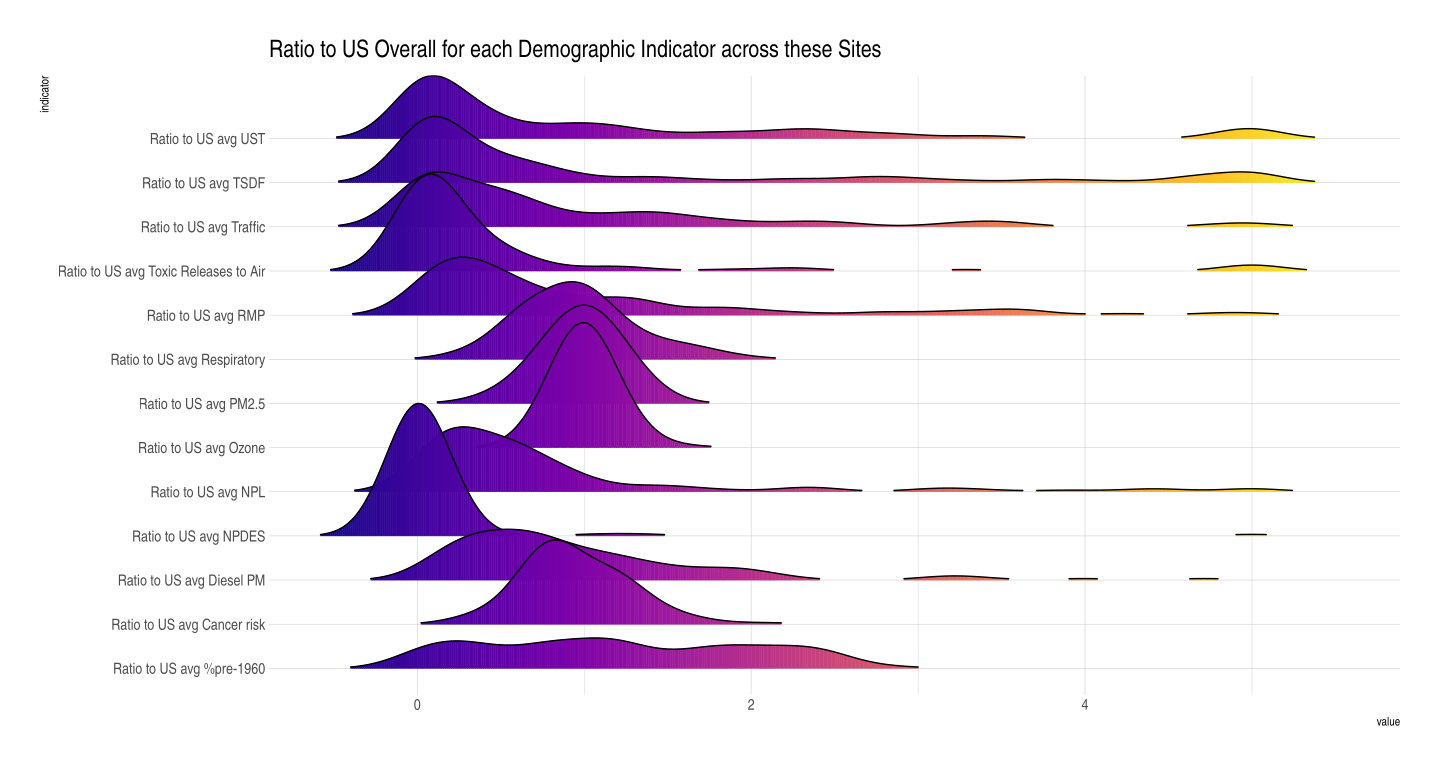 Ratio to US Overall for each Demographic Indicator across these Sites
indicator
Ratio to US avg UST
Ratio to US avg TSDF
Ratio to US avg Traffic
Ratio to US avg Toxic Releases to Air
Ratio to US avg RMP
Ratio to US avg Respiratory
Ratio to US avg PM2.5
Ratio to US avg Ozone
Ratio to US avg NPL
Ratio to US avg NPDES
Ratio to US avg Diesel PM
Ratio to US avg Cancer risk
Ratio to US avg %pre-1960
0 2 4
value